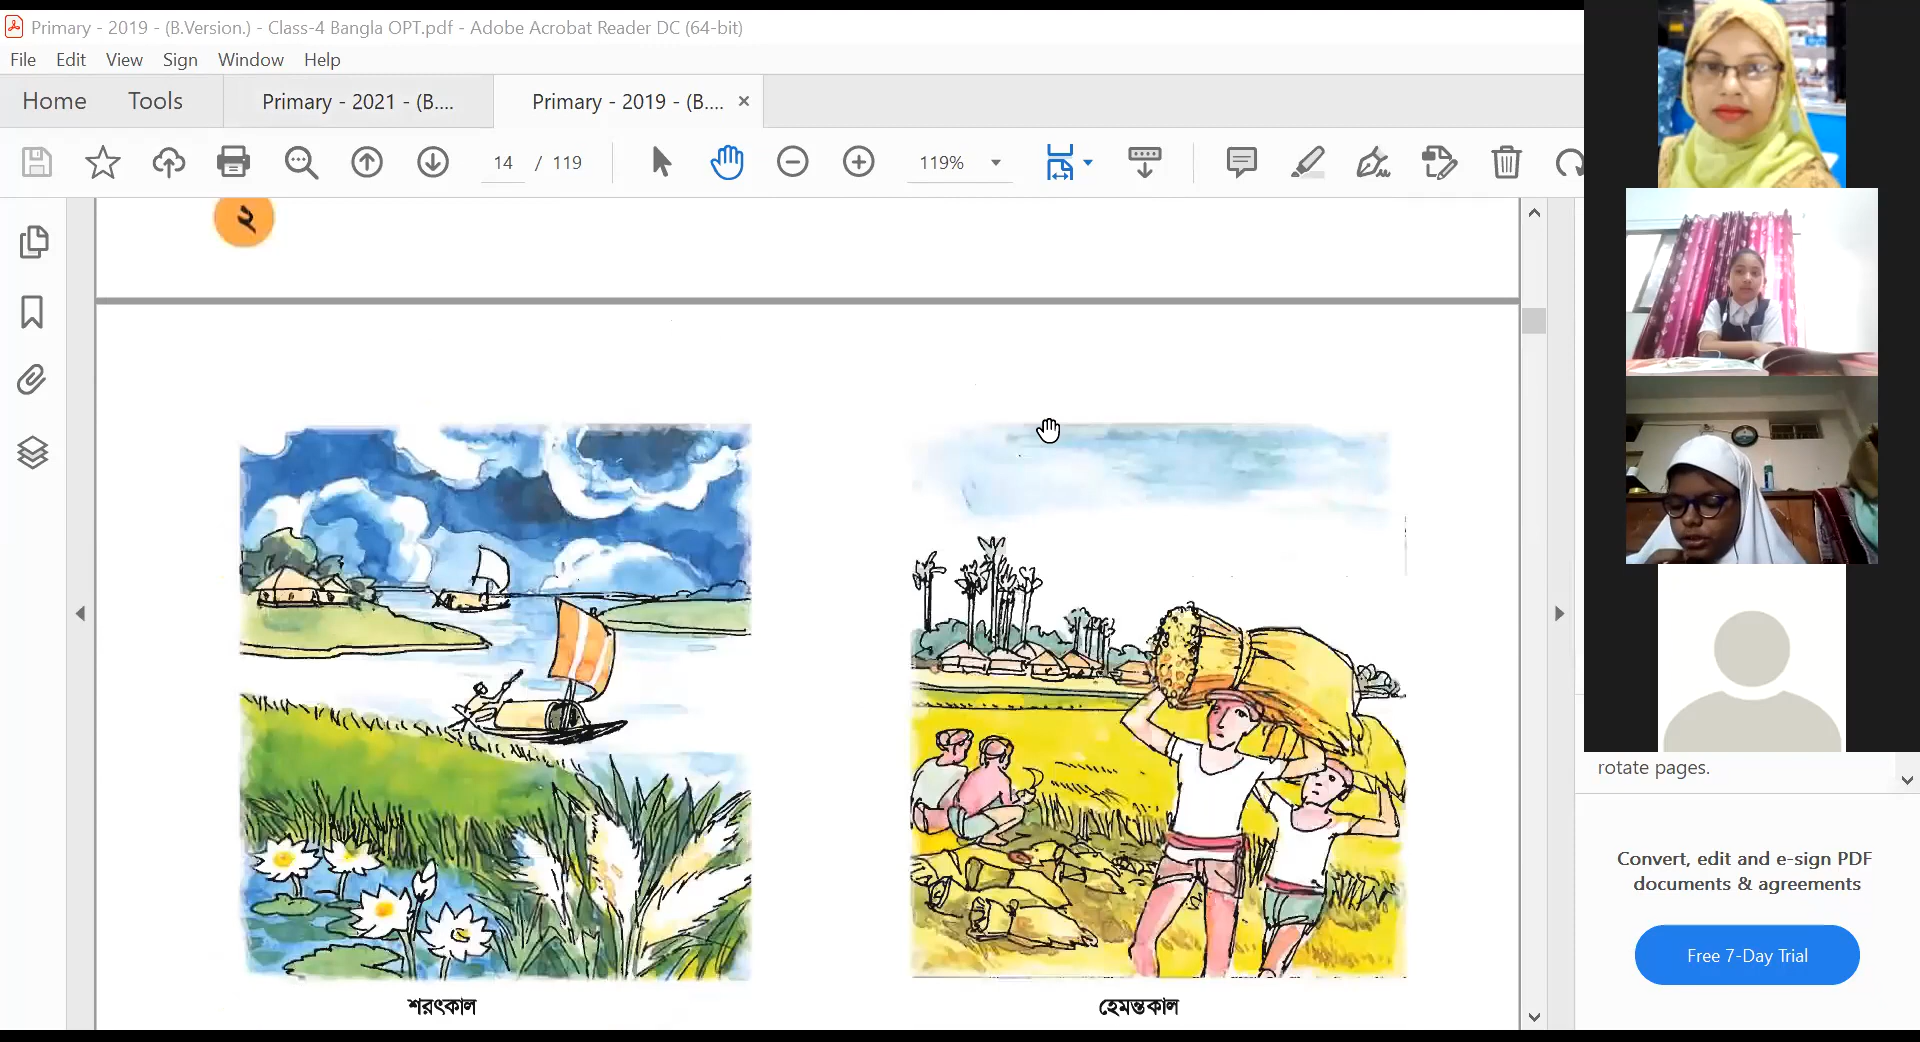 Primary - 2019 - (B.Version.) - Class-4 Bangla OPT.pdf - Adobe Acrobat Reader DC (64-bit)
File Edit View Sign Window Help
Home Tools Primary - 2021 - (B.... Primary - 2019 - (B.... ×
14 / 119 119%
২
শরৎকাল হেমন্তকাল
rotate pages.
Convert, edit and e-sign PDF
documents & agreements
Free 7-Day Trial